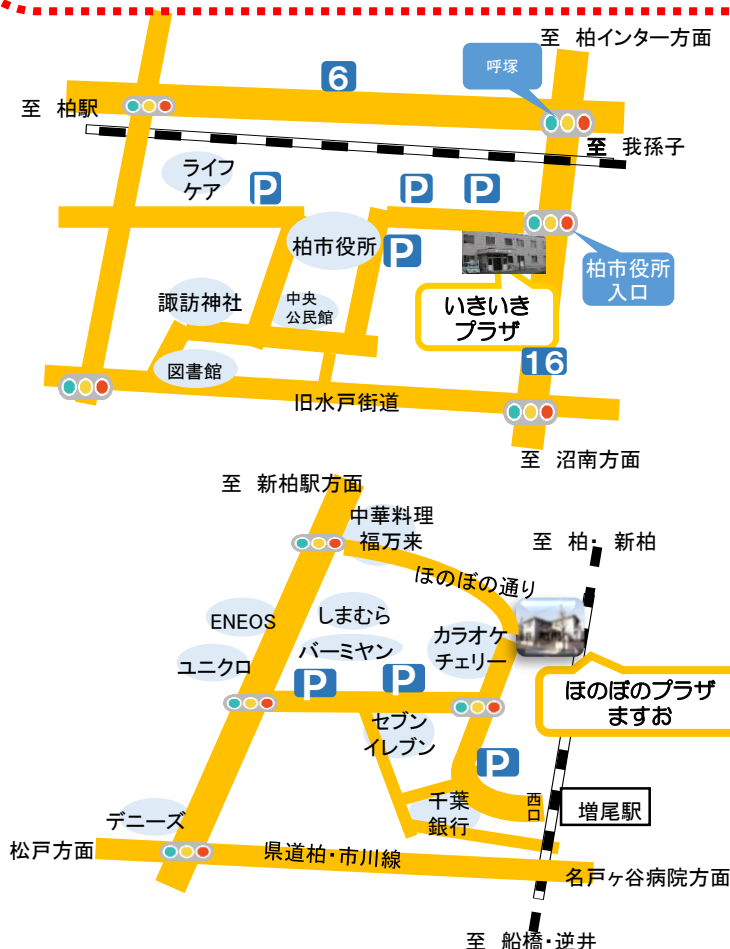 至 柏インター方面
呼塚
6
至 柏駅
至 我孫子
ライフ
ケア
P
P
P
柏市役所
P
柏市役所
入口
諏訪神社
中央
公民館
いきいき
プラザ
図書館
16
旧水戸街道
至 沼南方面
至 新柏駅方面
中華料理
福万来
至 柏・ 新柏
ほのぼの通り
ENEOS
しまむら
カラオケ
チェリー
バーミヤン
ユニクロ
P
P
ほのぼのプラザ
ますお
セブン
イレブン
P
千葉
銀行
西
口
増尾駅
デニーズ
松戸方面
県道柏・市川線
名戸ヶ谷病院方面
至 船橋・逆井